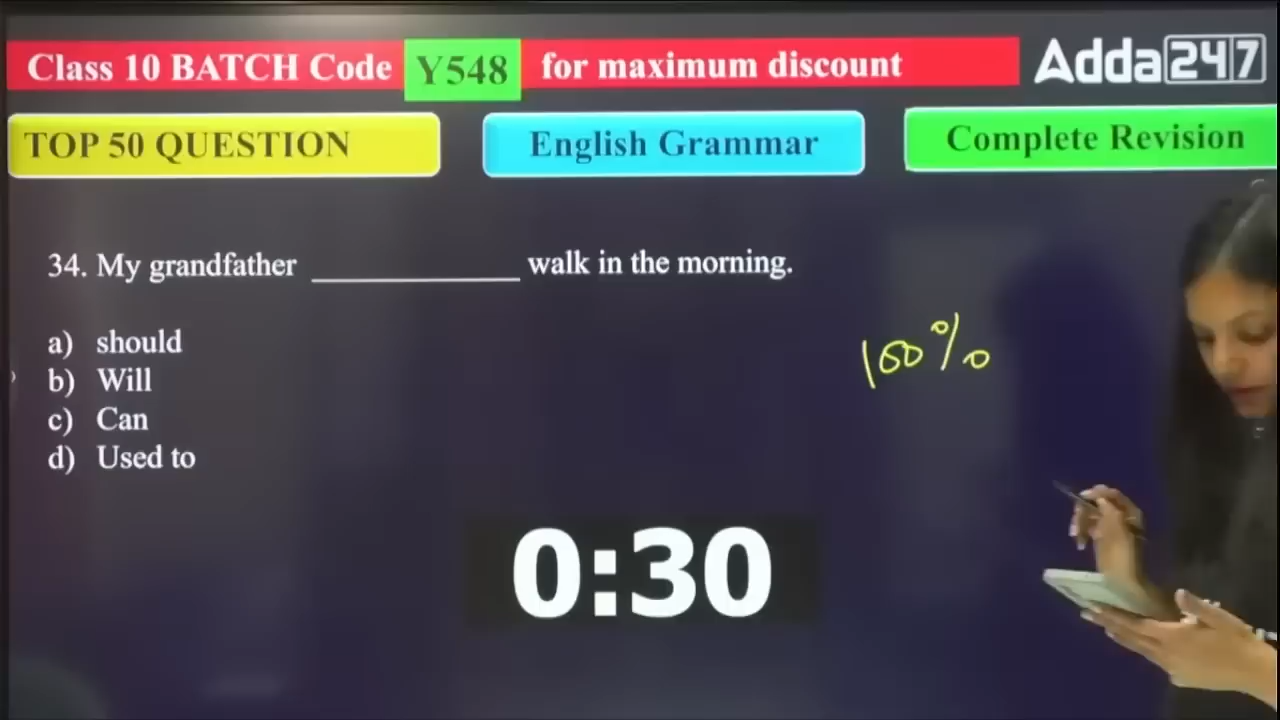 Class 10 BATCH Code Y548 for maximum discount
Adda247
TOP 50 QUESTION
English Grammar
Complete Revision
34. My grandfather ______________ walk in the morning.
a) should
b) Will
c) Can
d) Used to
100%
0:30